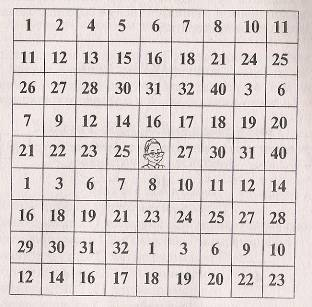 1 2 4 5 6 7 8 10 11
11 12 13 15 16 18 21 24 25
26 27 28 30 31 32 40 3 6
7 9 12 14 16 17 18 19 20
21 22 23 25 27 30 31 40
1 3 6 7 8 10 11 12 14
16 18 19 21 23 24 25 27 28
29 30 31 32 1 3 6 9 10
12 14 16 17 18 19 20 22 23